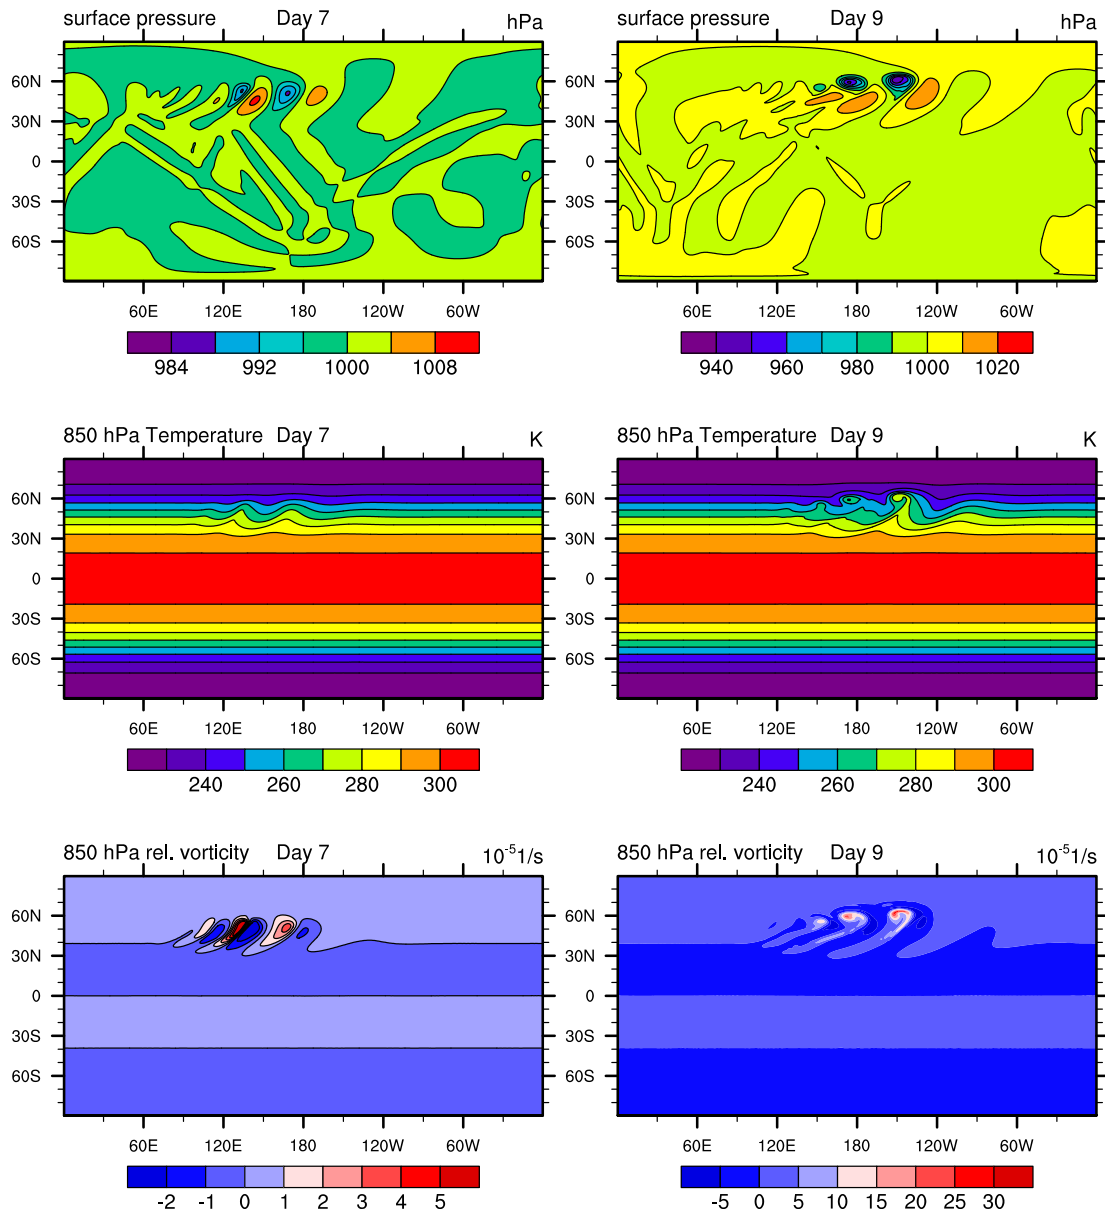 surface pressure Day 7 hPa
60N
30N
0
30S
60S
60E 120E 180 120W 60W
984 992 1000 1008
surface pressure Day 9 hPa
60N
30N
0
30S
60S
60E 120E 180 120W 60W
940 960 980 1000 1020
850 hPa Temperature Day 7 K
60N
30N
0
30S
60S
60E 120E 180 120W 60W
240 260 280 300
850 hPa Temperature Day 9 K
60N
30N
0
30S
60S
60E 120E 180 120W 60W
240 260 280 300
850 hPa rel. vorticity Day 7 10⁻⁵1/s
60N
30N
0
30S
60S
60E 120E 180 120W 60W
-2 -1 0 1 2 3 4 5
850 hPa rel. vorticity Day 9 10⁻⁵1/s
60N
30N
0
30S
60S
60E 120E 180 120W 60W
-5 0 5 10 15 20 25 30